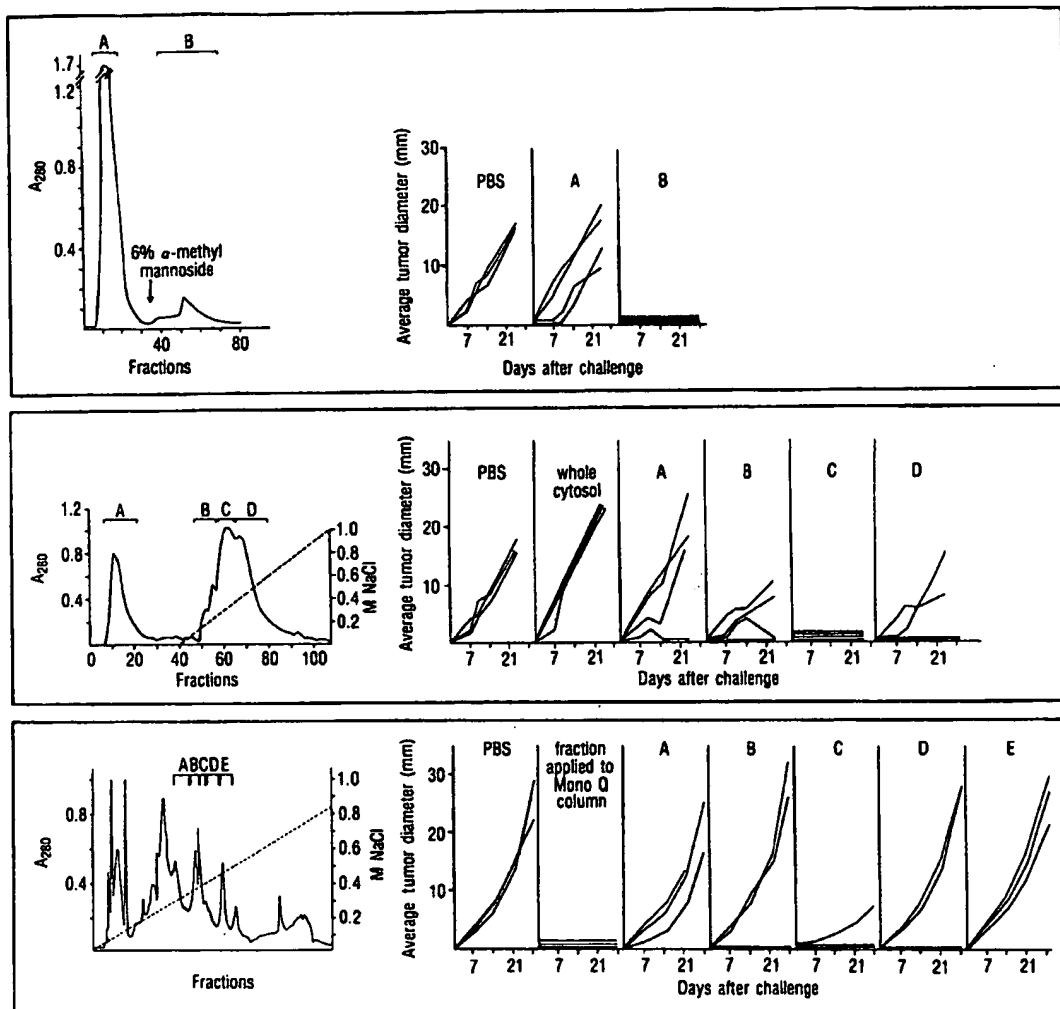 A B
1.7
1.2
0.8
0.4
A280
6% α-methyl
mannoside
40 80
Fractions
Average tumor diameter (mm)
30
20
10
PBS A B
7 21 7 21 7 21
Days after challenge
A B C D
1.2
0.8
0.4
A280
1.0
0.8
0.6
0.4
0.2
M NaCl
0 20 40 60 80 100
Fractions
Average tumor diameter (mm)
30
20
10
PBS whole cytosol A B C D
7 21 7 21 7 21 7 21 7 21 7 21
Days after challenge
A B C D E
0.8
0.4
A280
1.0
0.8
0.6
0.4
0.2
M NaCl
Fractions
Average tumor diameter (mm)
30
20
10
PBS fraction applied to Mono Q column A B C D E
7 21 7 21 7 21 7 21 7 21 7 21 7 21
Days after challenge